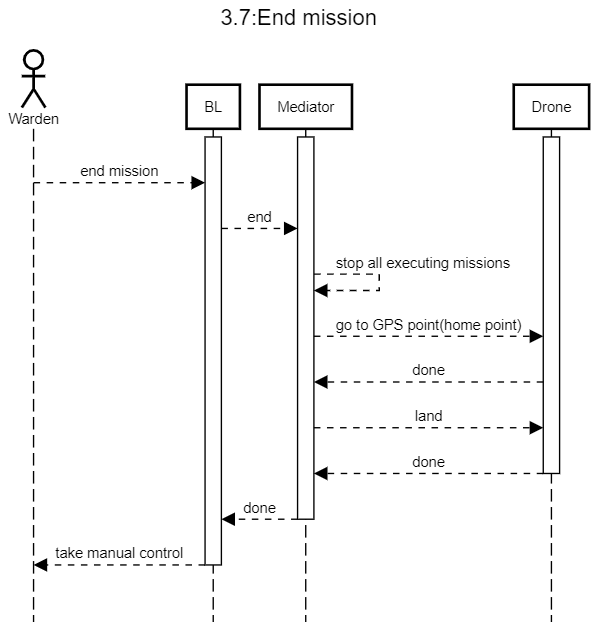 3.7:End mission
Warden
BL
Mediator
Drone
end mission
end
stop all executing missions
go to GPS point(home point)
done
land
done
done
take manual control